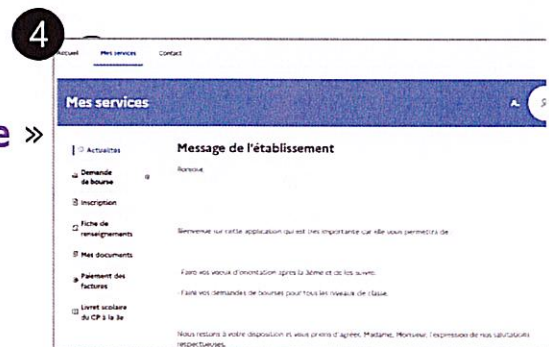 4
Accueil Mes services Contact
Mes services
e »
Actualités
Message de l'établissement
Demande
de bourse
Bonjour,
Inscription
Fiche de
renseignements
Bienvenue sur cette application qui est très importante car elle vous permettra de
Mes documents
Paiement des
factures
- Faire vos voeux d'orientation après la 3ème et de les suivre.
- Faire vos demandes de bourses pour tous les niveaux de classe.
Livret scolaire
du CP à la 3e
Nous restons à votre disposition et vous prions d'agréer, Madame, Monsieur, l'expression de nos salutations
respectueuses.